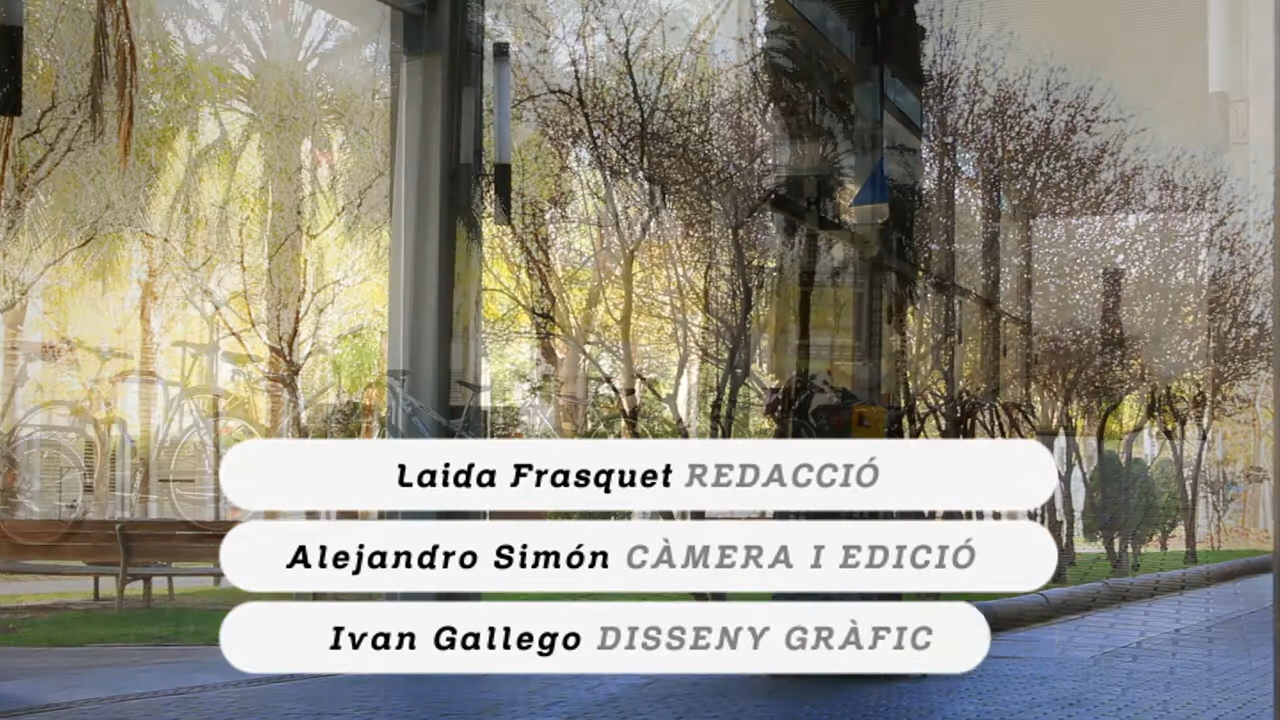 Laida Frasquet REDACCIÓ
Alejandro Simón CÀMERA I EDICIÓ
Ivan Gallego DISSENY GRÀFIC